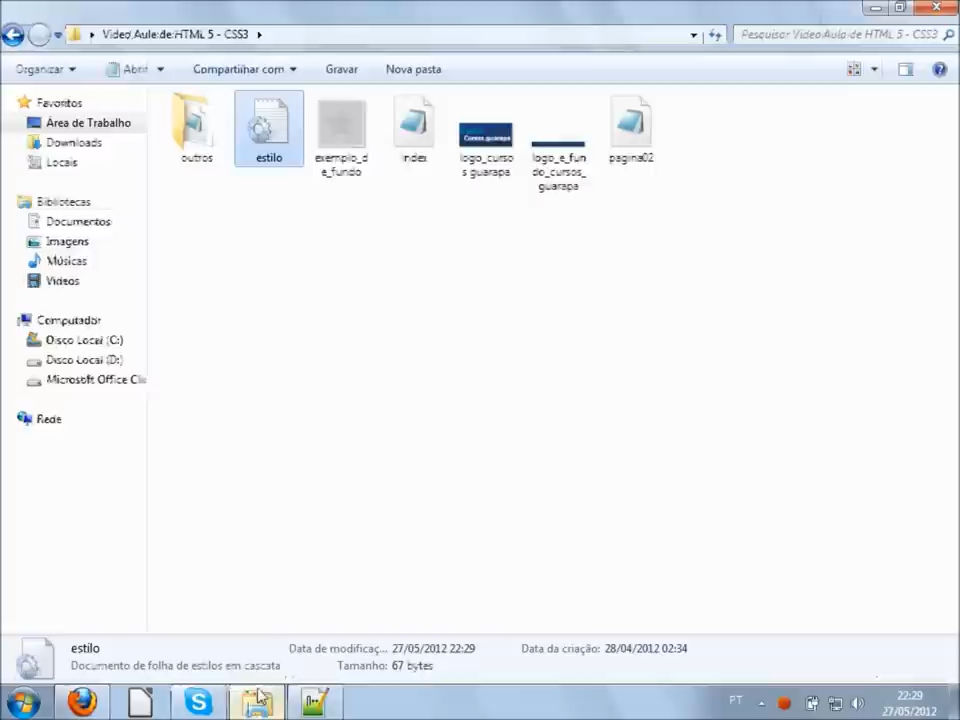 Video Aula de HTML 5 - CSS3
Pesquisar Video Aula de HTML 5 - CSS3
Organizar
Abrir
Compartilhar com
Gravar
Nova pasta
Favoritos
Área de Trabalho
Downloads
Locais
Bibliotecas
Documentos
Imagens
Músicas
Vídeos
Computador
Disco Local (C:)
Disco Local (D:)
Microsoft Office Clic
Rede
outros
estilo
exemplo_d
e_fundo
index
Cursos guarapa
logo_curso
s guarapa
logo_e_fun
do_cursos_
guarapa
pagina02
estilo
Data de modificaç... 27/05/2012 22:29
Data da criação: 28/04/2012 02:34
Documento de folha de estilos em cascata
Tamanho: 67 bytes
PT
22:29
27/05/2012